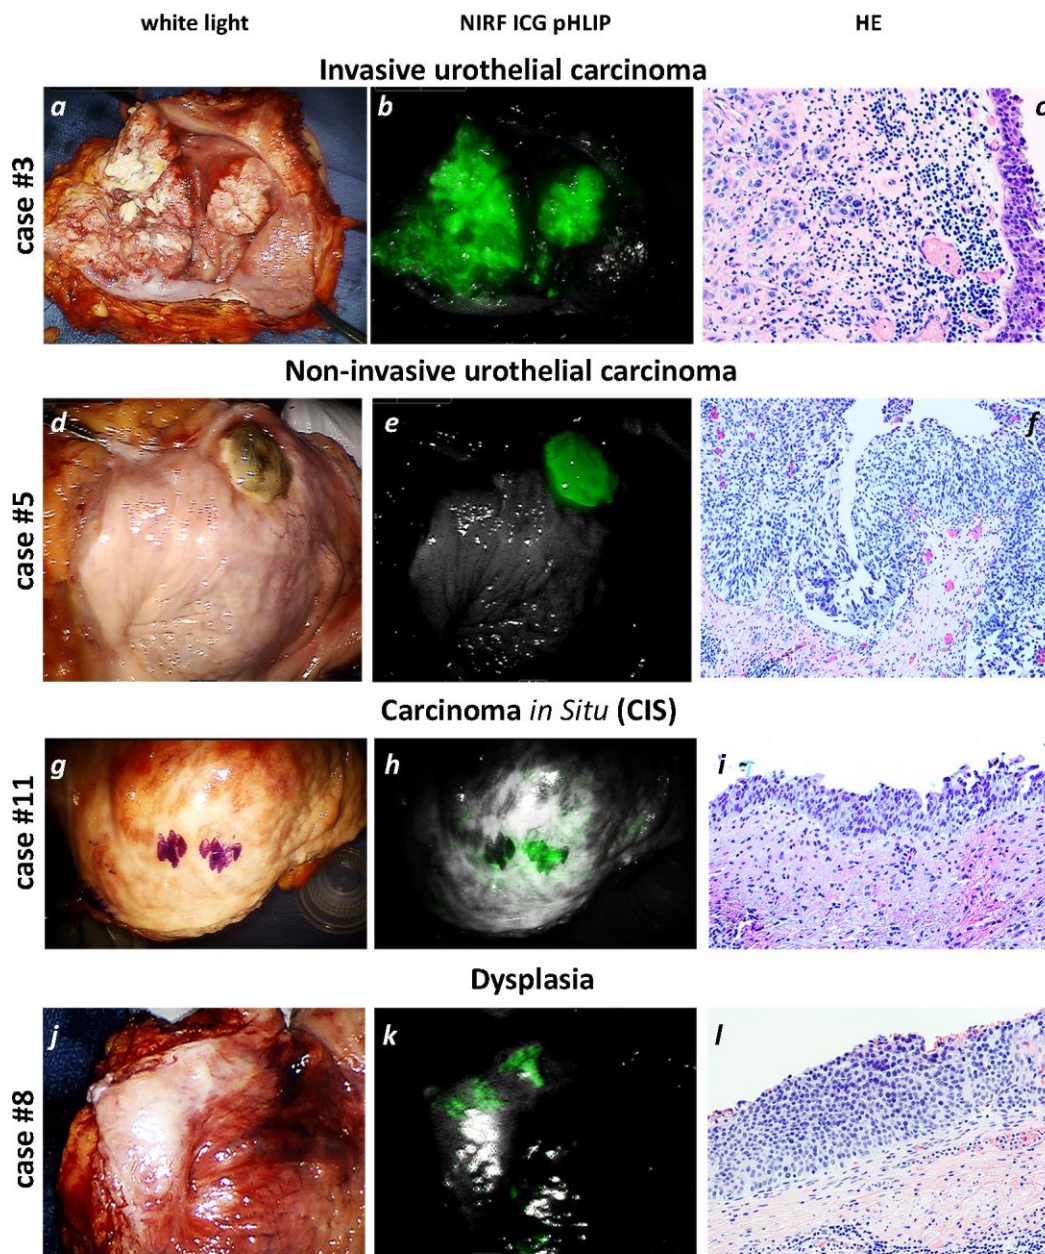 white light NIRF ICG pHLIP HE
Invasive urothelial carcinoma
case #3
a b c
Non-invasive urothelial carcinoma
case #5
d e f
Carcinoma in Situ (CIS)
case #11
g h i
Dysplasia
case #8
j k l